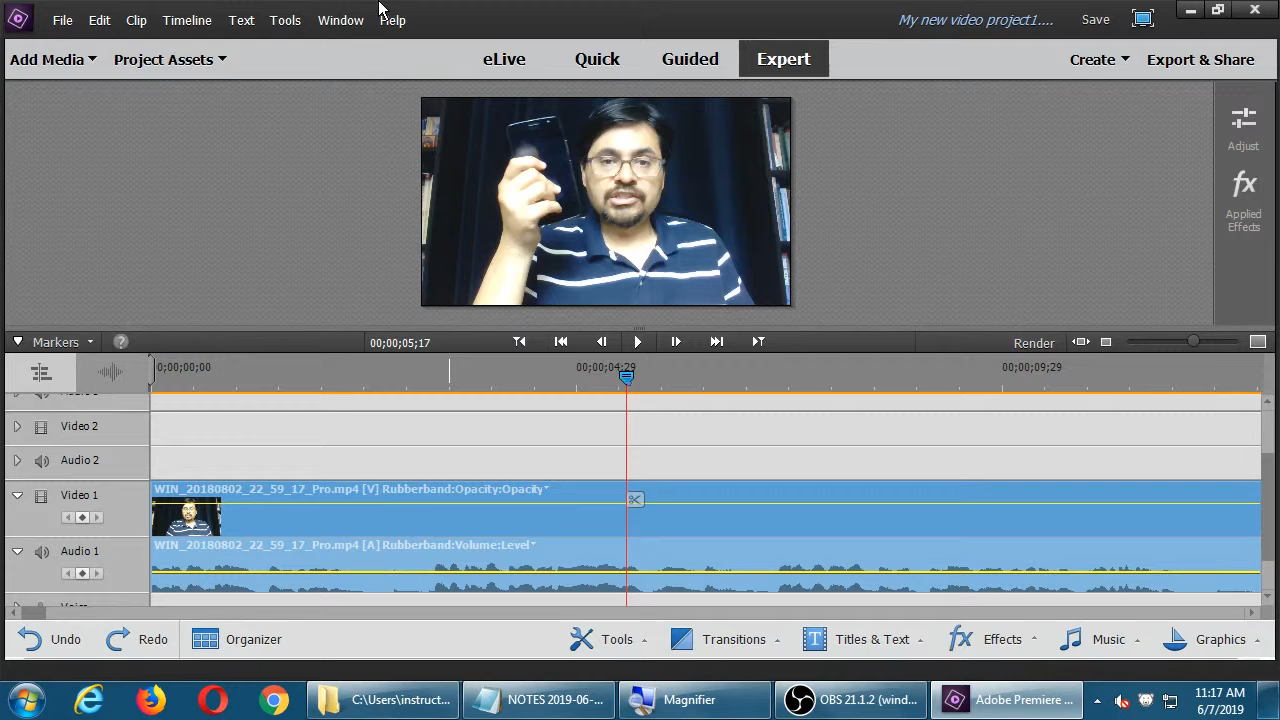 File Edit Clip Timeline Text Tools Window Help My new video project1.... Save
Add Media Project Assets eLive Quick Guided Expert Create Export & Share
Adjust
fx
Applied
Effects
Markers ? 00;00;05;17 Render
0;00;00;00 00;00;04;29 00;00;09;29
Video 2
Audio 2
Video 1 WIN_20180802_22_59_17_Pro.mp4 [V] Rubberband:Opacity:Opacity
Audio 1 WIN_20180802_22_59_17_Pro.mp4 [A] Rubberband:Volume:Level
Undo Redo Organizer Tools T Transitions Titles & Text fx Effects Music Graphics
C:\Users\instruct... NOTES 2019-06-... Magnifier OBS 21.1.2 (wind... Adobe Premiere ... 11:17 AM
6/7/2019